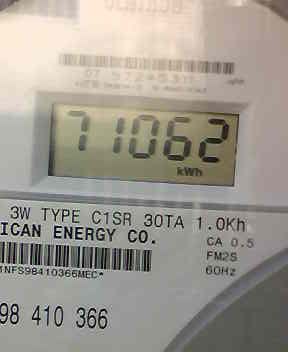 71062
kWh
3W TYPE C1SR 30TA 1.0Kh
ICAN ENERGY CO.
CA 0.5
FM2S
60Hz
1NFS98410366MEC*
98 410 366